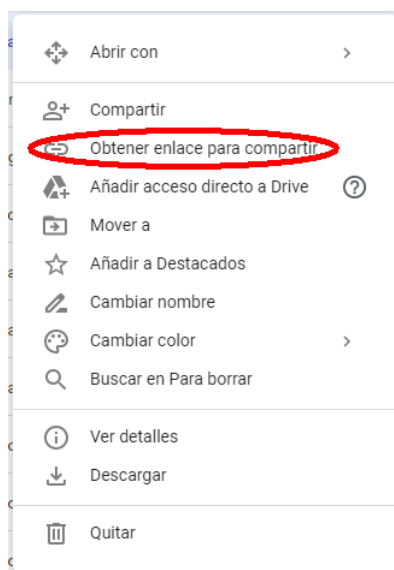 Abrir con
Compartir
Obtener enlace para compartir
Añadir acceso directo a Drive
Mover a
Añadir a Destacados
Cambiar nombre
Cambiar color
Buscar en Para borrar
Ver detalles
Descargar
Quitar